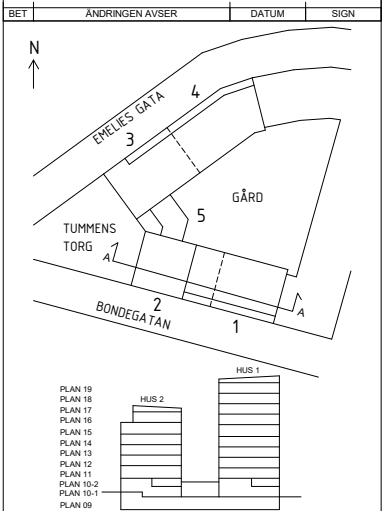 BET ÄNDRINGEN AVSER DATUM SIGN
N
EMELIES GATA
4
3
GÅRD
5
TUMMENS
TORG
A
A
2
1
BONDEGATAN
HUS 1
HUS 2
PLAN 19
PLAN 18
PLAN 17
PLAN 16
PLAN 15
PLAN 14
PLAN 13
PLAN 12
PLAN 11
PLAN 10-2
PLAN 10-1
PLAN 09